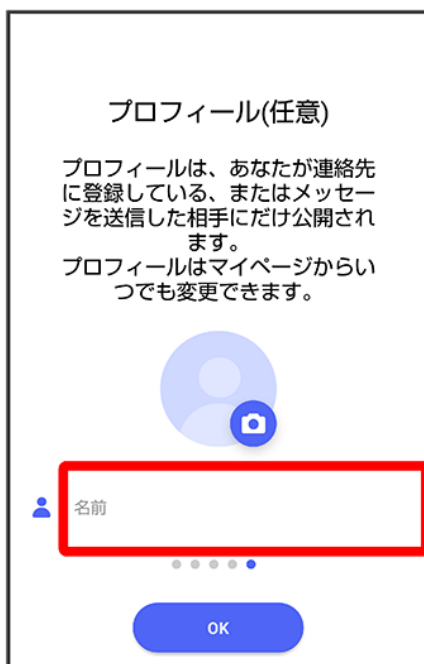 プロフィール(任意)
プロフィールは、あなたが連絡先
に登録している、またはメッセー
ジを送信した相手にだけ公開され
ます。
プロフィールはマイページからい
つでも変更できます。
名前
OK